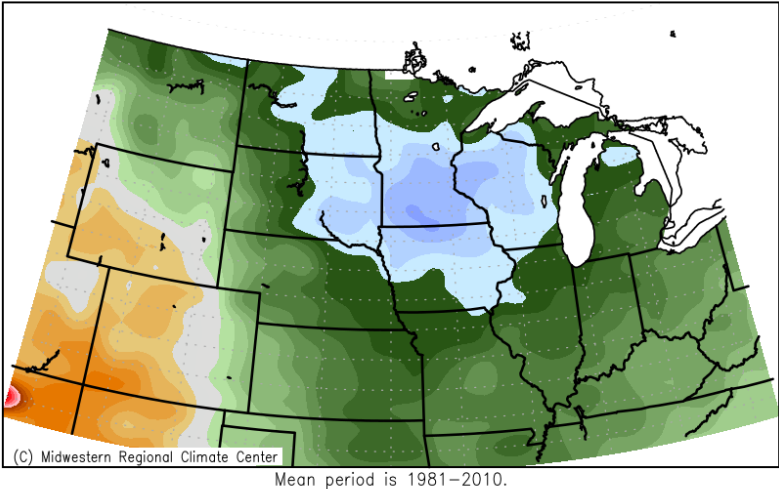 (C) Midwestern Regional Climate Center
Mean period is 1981-2010.